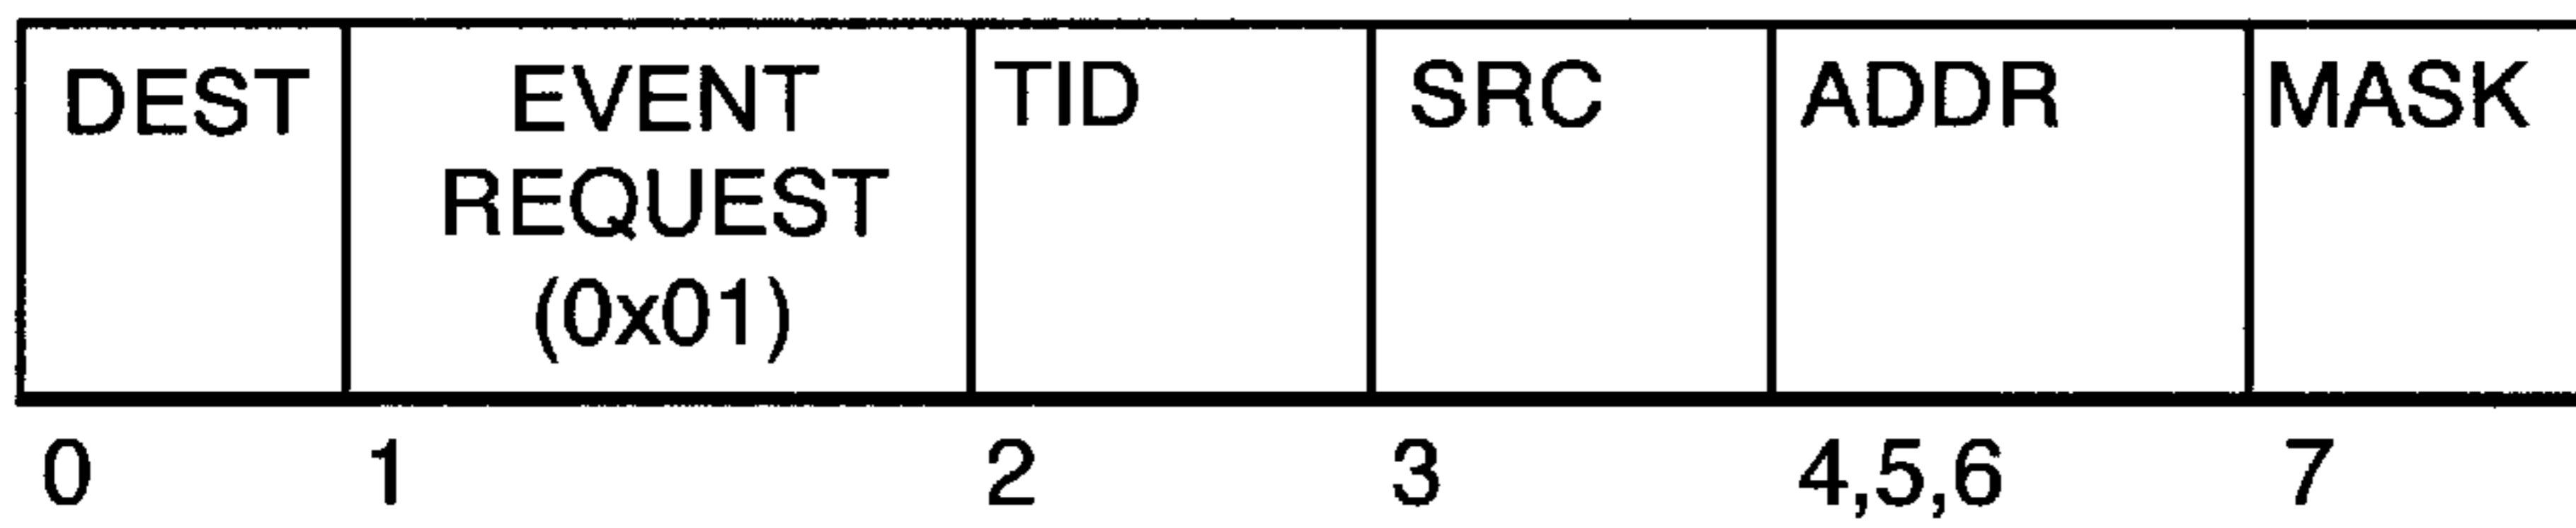 DEST EVENT TID SRC ADDR MASK
REQUEST
(0x01)
0 1 2 3 4,5,6 7